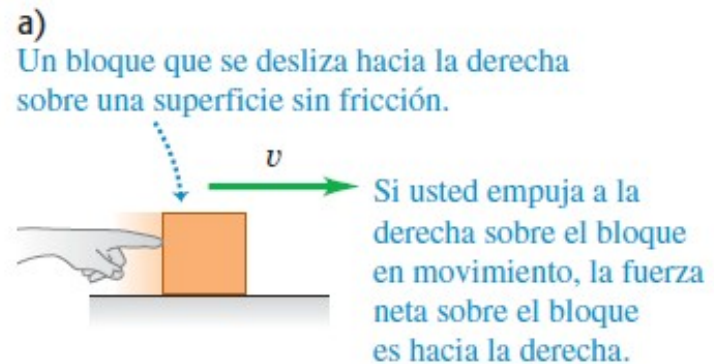 a)
Un bloque que se desliza hacia la derecha
sobre una superficie sin fricción.
v
Si usted empuja a la
derecha sobre el bloque
en movimiento, la fuerza
neta sobre el bloque
es hacia la derecha.